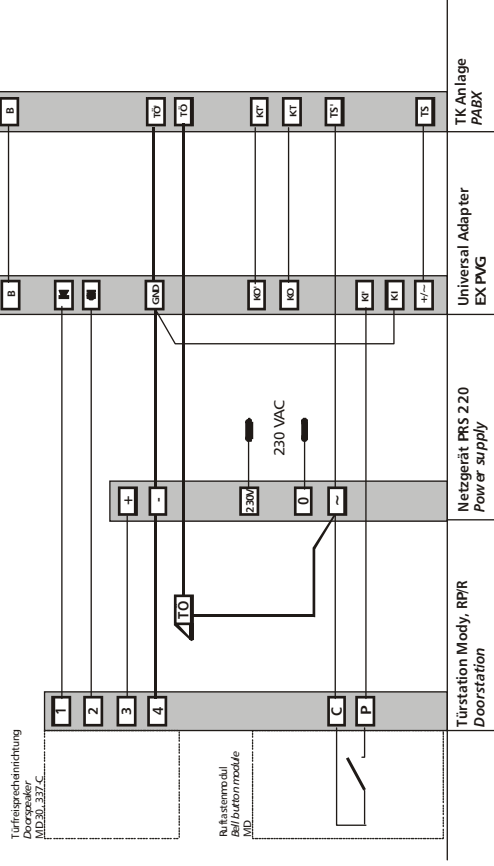 B
TÖ'
TÖ
KT'
KT
TS'
TS
TK Anlage
PABX
B
GND
KO'
KO
KI'
KI
+/~
Universal Adapter
EX PVG
+
-
230V
0
~
230 VAC
Netzgerät PRS 220
Power supply
TÖ
1
2
3
4
C
P
Türstation Mody, RP/R
Doorstation
Türfreisprecheinrichtung
Doorspeaker
MD30, 337-C
Ruftastenmodul
Bell button module
MD